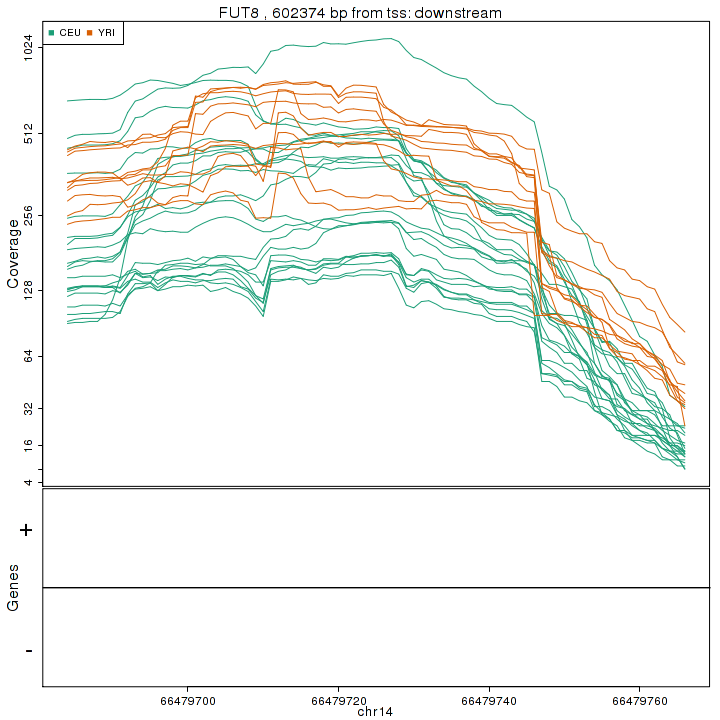 FUT8 , 602374 bp from tss: downstream
CEU YRI
1024
512
256
128
64
32
16
4
Coverage
+
-
Genes
66479700 66479720 66479740 66479760
chr14